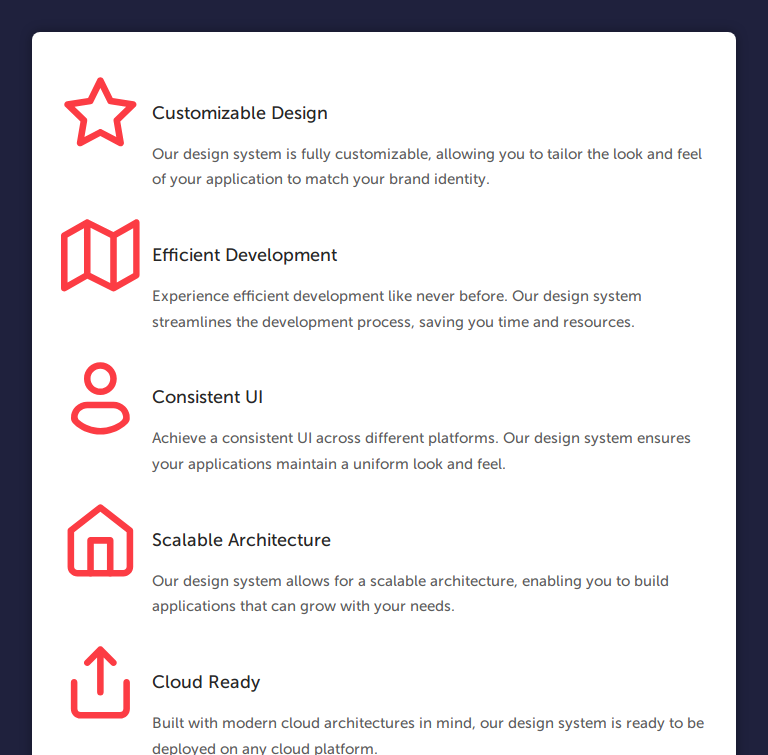 Customizable Design
Our design system is fully customizable, allowing you to tailor the look and feel
of your application to match your brand identity.
Efficient Development
Experience efficient development like never before. Our design system
streamlines the development process, saving you time and resources.
Consistent UI
Achieve a consistent UI across different platforms. Our design system ensures
your applications maintain a uniform look and feel.
Scalable Architecture
Our design system allows for a scalable architecture, enabling you to build
applications that can grow with your needs.
Cloud Ready
Built with modern cloud architectures in mind, our design system is ready to be
deployed on any cloud platform.